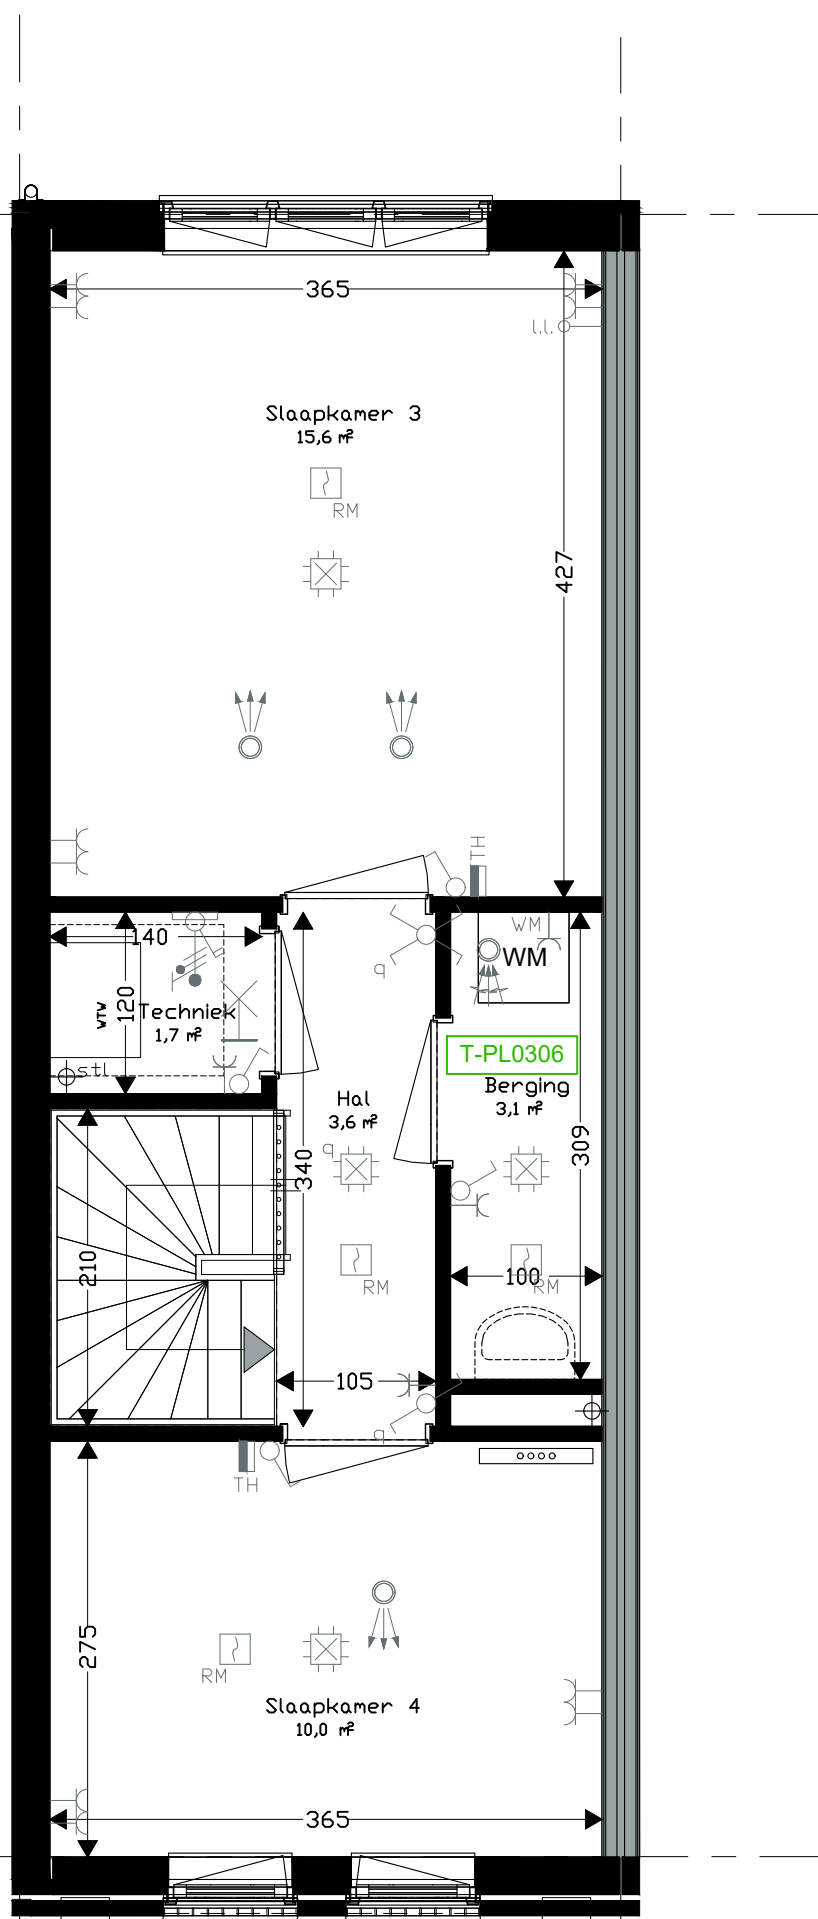 365
l.l.
Slaapkamer 3
15,6 m²
RM
427
TH
140
WM
WM
q
120
WTW
Techniek
1,7 m²
T-PL0306
stl
Berging
3,1 m²
Hal
3,6 m²
q
340
309
210
100
RM
RM
105
q
TH
275
RM
Slaapkamer 4
10,0 m²
365